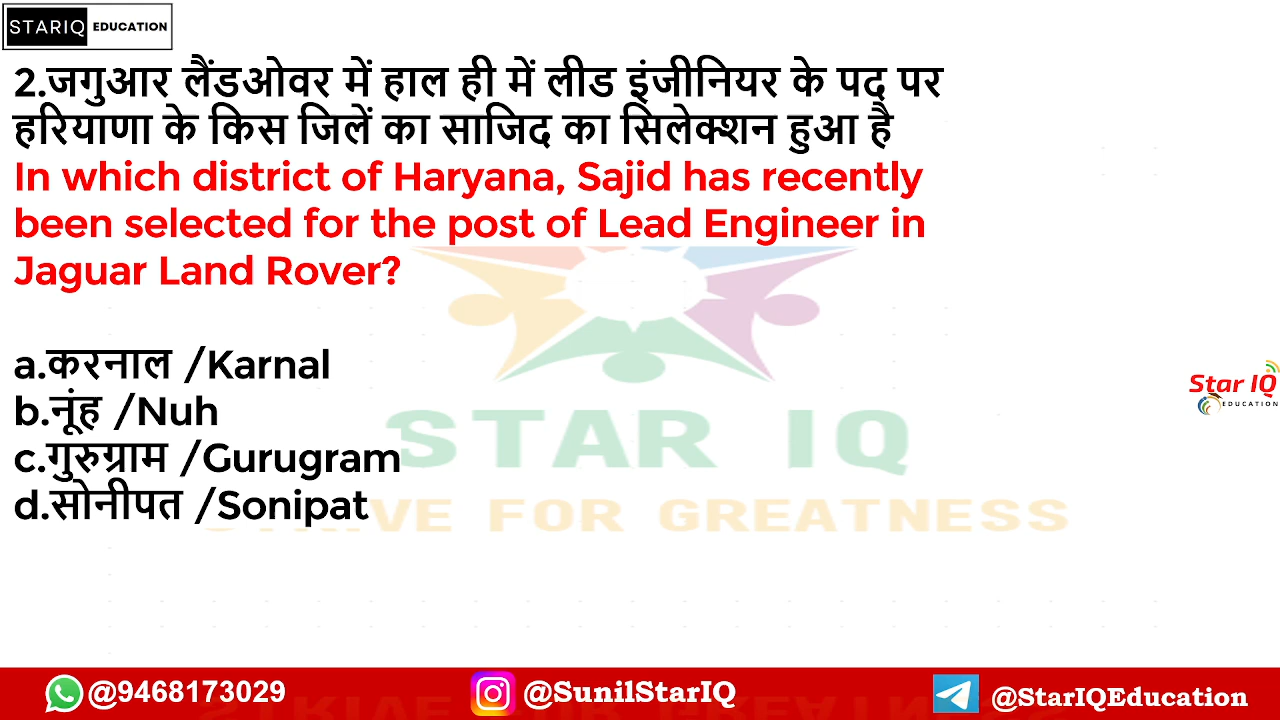 STARIQ EDUCATION
2.जगुआर लैंडओवर में हाल ही में लीड इंजीनियर के पद पर
हरियाणा के किस जिलें का साजिद का सिलेक्शन हुआ है
In which district of Haryana, Sajid has recently
been selected for the post of Lead Engineer in
Jaguar Land Rover?
a.करनाल /Karnal
b.नूंह /Nuh
c.गुरुग्राम /Gurugram
d.सोनीपत /Sonipat
Star IQ
EDUCATION
STAR IQ
FOR GREATNESS
@9468173029 @SunilStarIQ @StarIQEducation